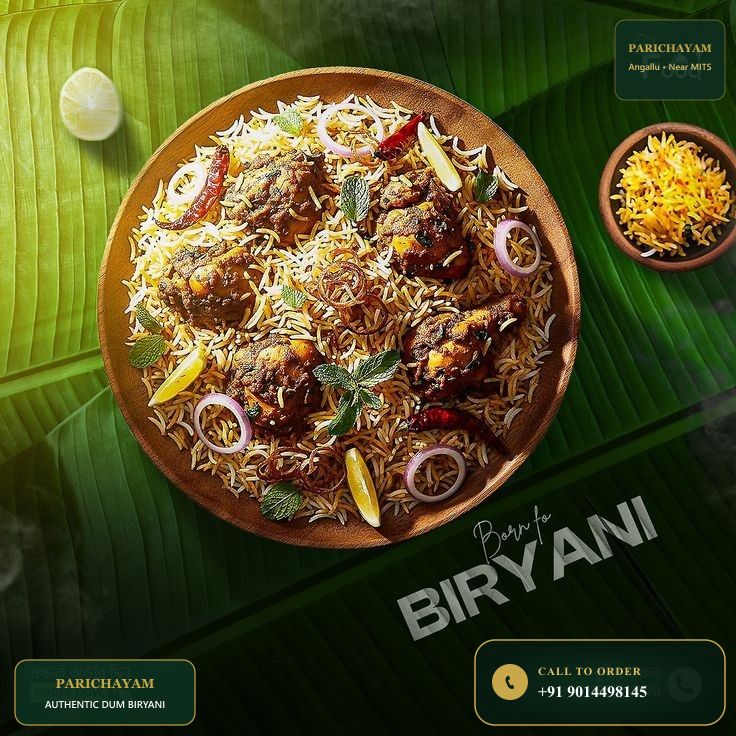 PARICHAYAM
Angallu • Near MITS
Born to
BIRYANI
PARICHAYAM
AUTHENTIC DUM BIRYANI
CALL TO ORDER
+91 9014498145